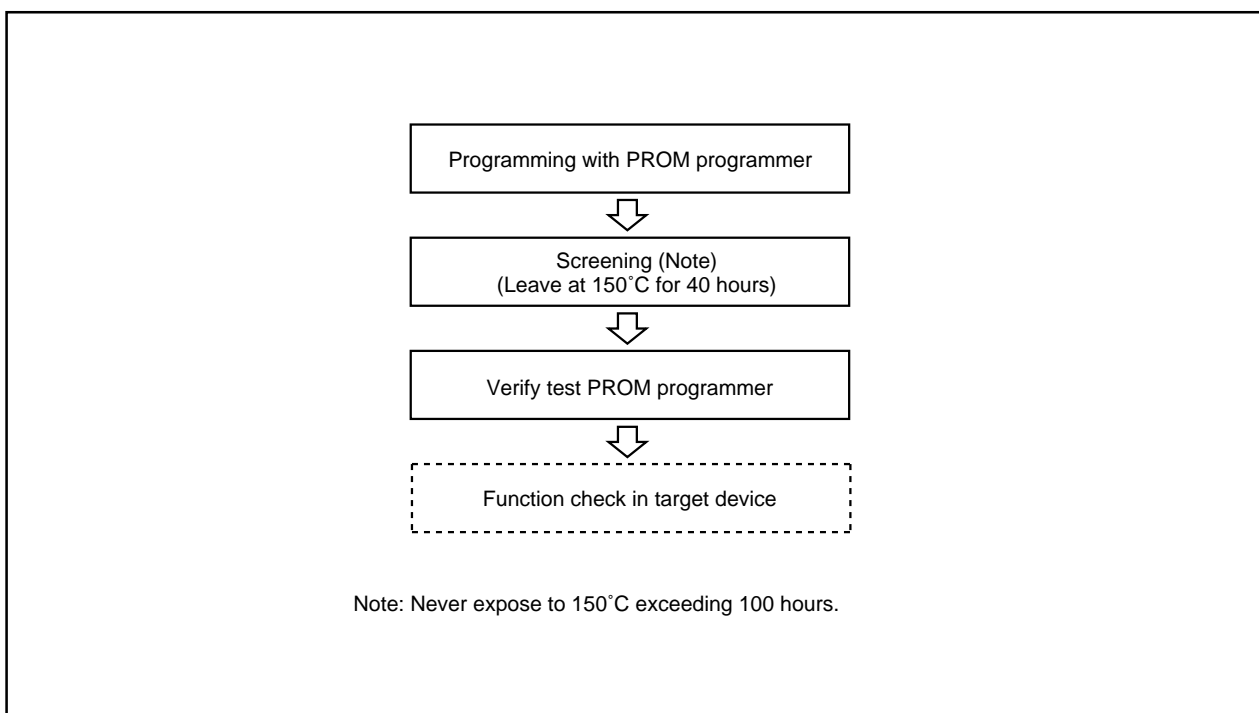 Programming with PROM programmer
Screening (Note)
(Leave at 150˚C for 40 hours)
Verify test PROM programmer
Function check in target device
Note: Never expose to 150˚C exceeding 100 hours.